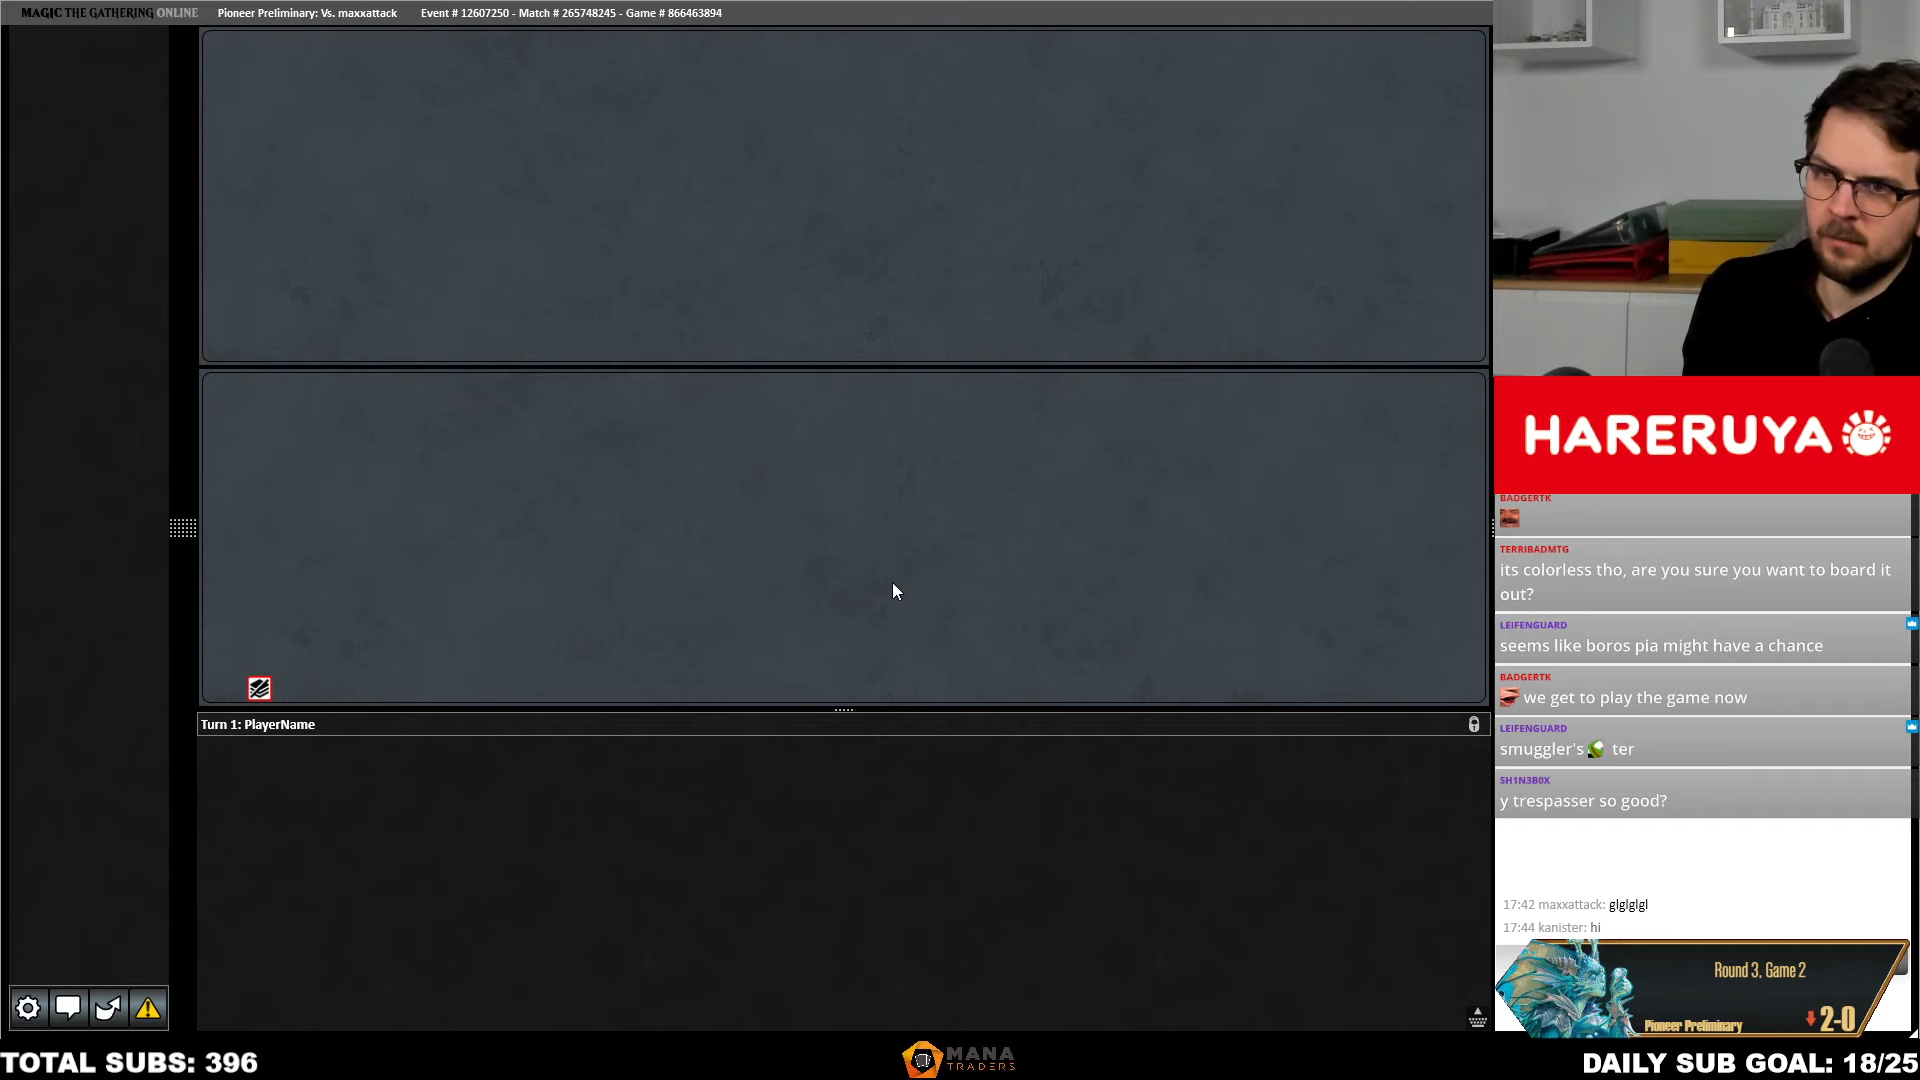 MAGIC THE GATHERING ONLINE Pioneer Preliminary: Vs. maxxattack Event # 12607250 - Match # 265748245 - Game # 866463894
HARERUYA
BADGERTK
TERRIBADMTG
its colorless tho, are you sure you want to board it
out?
LEIFENGUARD
seems like boros pia might have a chance
BADGERTK
we get to play the game now
LEIFENGUARD
smuggler's ter
SH1N3B0X
y trespasser so good?
Turn 1: PlayerName
17:42 maxxattack: glglglgl
17:44 kanister: hi
Round 3, Game 2
Pioneer Preliminary 2-0
TOTAL SUBS: 396
MANA
TRADERS
DAILY SUB GOAL: 18/25